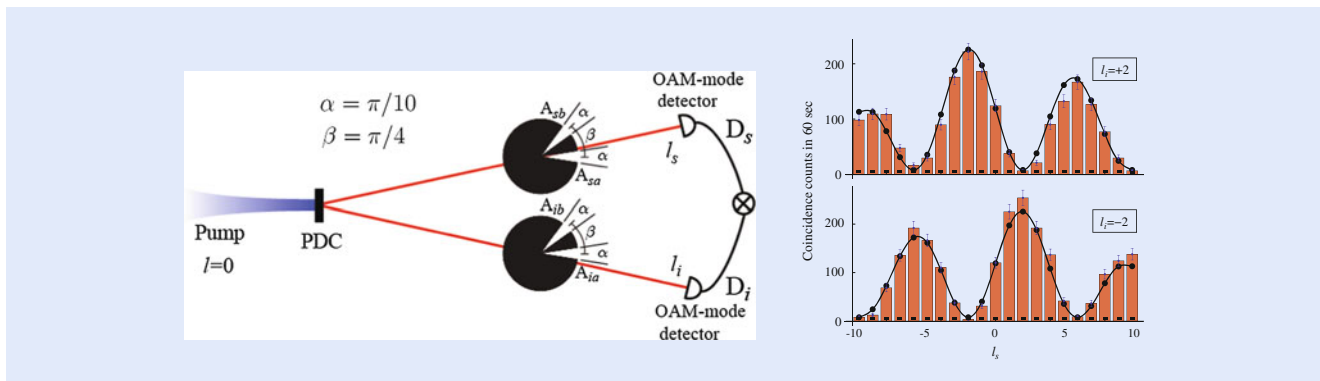 α = π/10
β = π/4
Pump
l=0
PDC
A_sb
α
β
α
A_sa
A_ib
α
β
α
A_ia
OAM-mode
detector
D_s
l_s
l_i
D_i
OAM-mode
detector
Coincidence counts in 60 sec
200
100
0
l_i=+2
200
100
0
l_i=−2
-10
-5
0
5
10
l_s